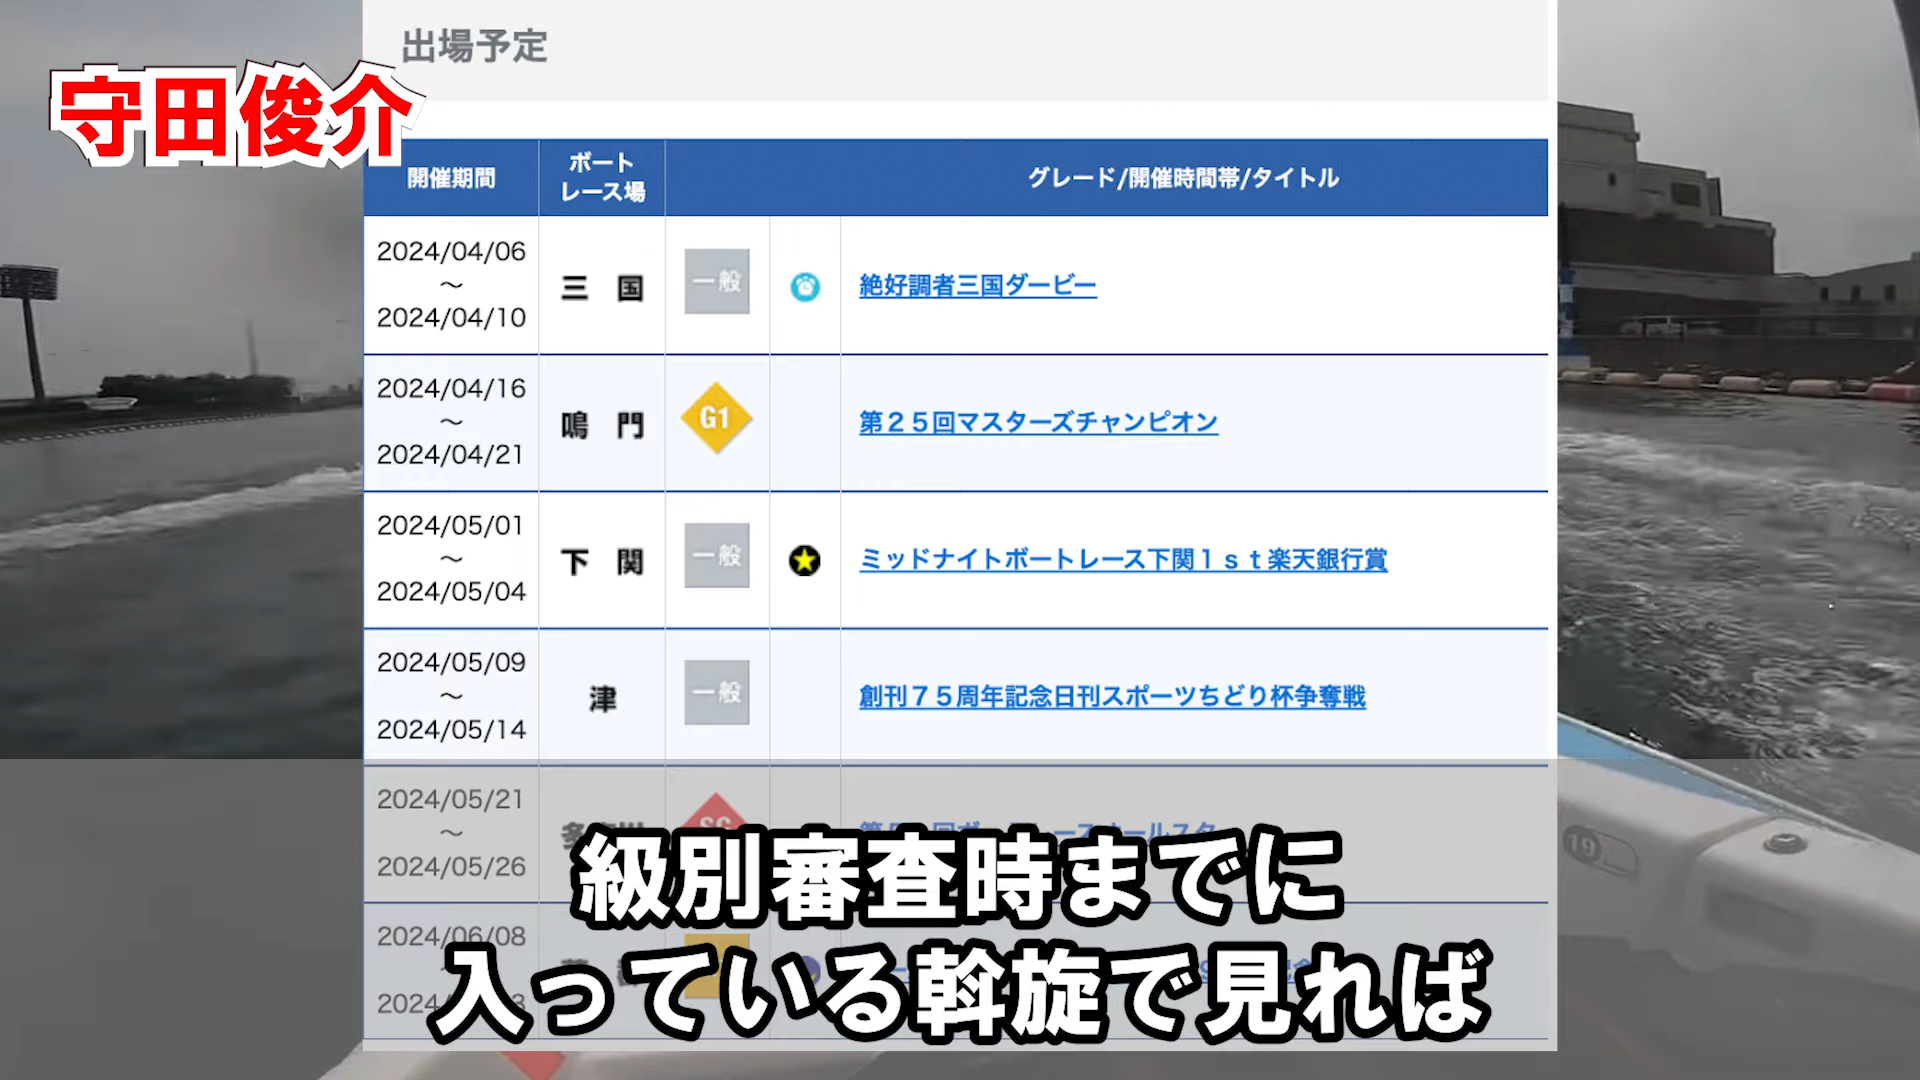 出場予定
守田俊介
開催期間
ボート
レース場
グレード/開催時間帯/タイトル
2024/04/06
~
2024/04/10
三国
一般
絶好調者三国ダービー
2024/04/16
~
2024/04/21
鳴門
G1
第25回マスターズチャンピオン
2024/05/01
~
2024/05/04
下関
一般
ミッドナイトボートレース下関1st楽天銀行賞
2024/05/09
~
2024/05/14
津
一般
創刊75周年記念日刊スポーツちどり杯争奪戦
2024/05/21
~
2024/05/26
SG
2024/06/08
級別審査時までに
入っている斡旋で見れば
19